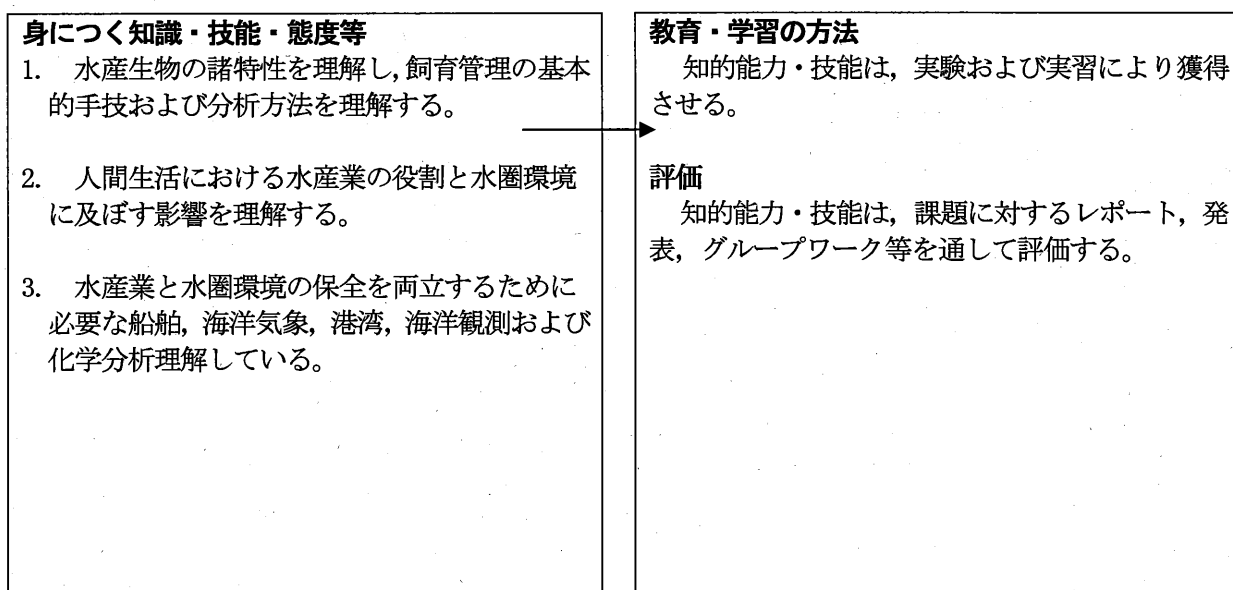 身につく知識・技能・態度等
1. 水産生物の諸特性を理解し,飼育管理の基本
的手技および分析方法を理解する。
2. 人間生活における水産業の役割と水圏環境
に及ぼす影響を理解する。
3. 水産業と水圏環境の保全を両立するために
必要な船舶, 海洋気象, 港湾, 海洋観測および
化学分析理解している。
教育・学習の方法
知的能力・技能は, 実験および実習により獲得
させる。
評価
知的能力・技能は, 課題に対するレポート, 発
表, グループワーク等を通して評価する。